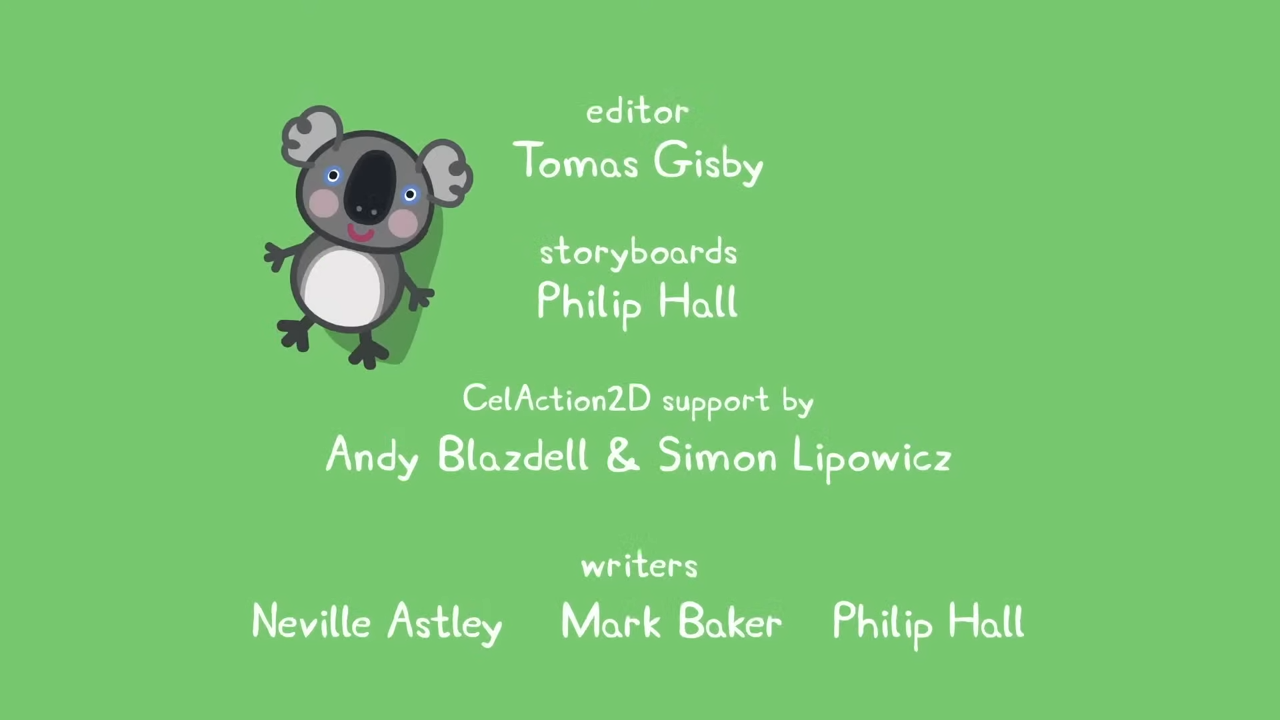 editor
Tomas Gisby
storyboards
Philip Hall
CelAction2D support by
Andy Blazdell & Simon Lipowicz
writers
Neville Astley Mark Baker Philip Hall